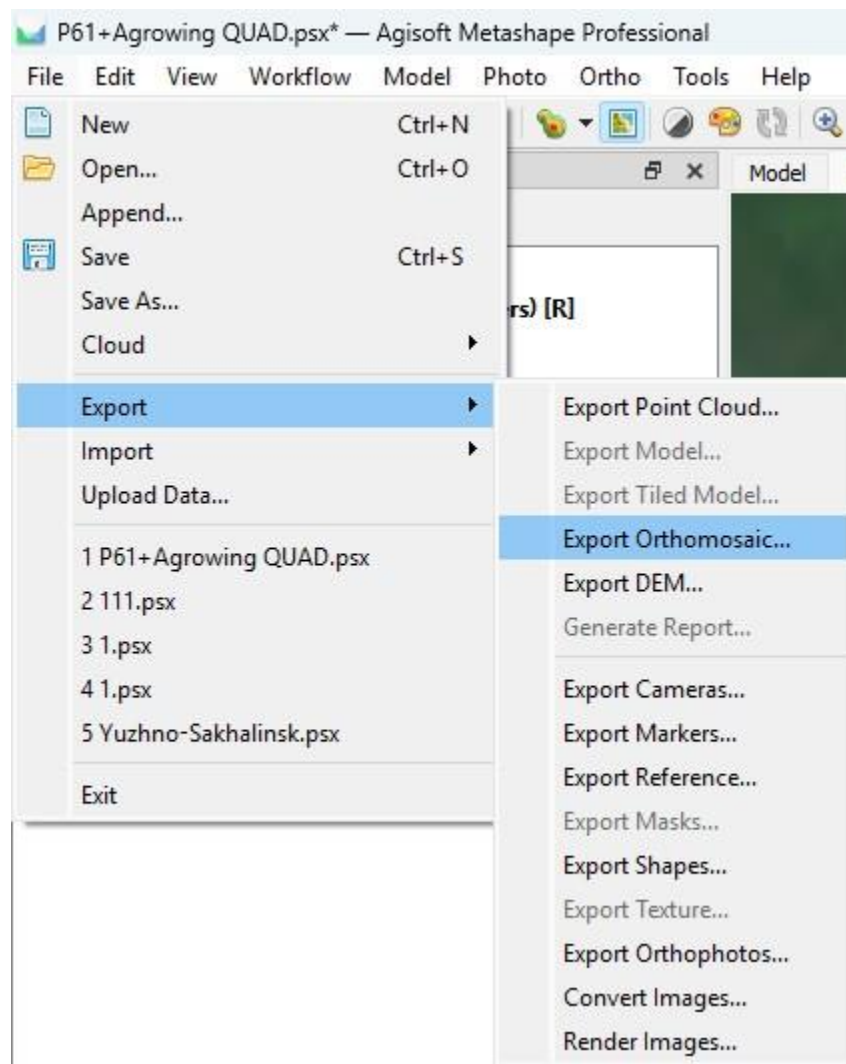 P61+Agrowing QUAD.psx* — Agisoft Metashape Professional
File Edit View Workflow Model Photo Ortho Tools Help
New Ctrl+N
Open... Ctrl+O
Model
Append...
Save Ctrl+S
Save As...
rs) [R]
Cloud
Export
Import
Upload Data...
1 P61+Agrowing QUAD.psx
2 111.psx
3 1.psx
4 1.psx
5 Yuzhno-Sakhalinsk.psx
Exit
Export Point Cloud...
Export Model...
Export Tiled Model...
Export Orthomosaic...
Export DEM...
Generate Report...
Export Cameras...
Export Markers...
Export Reference...
Export Masks...
Export Shapes...
Export Texture...
Export Orthophotos...
Convert Images...
Render Images...